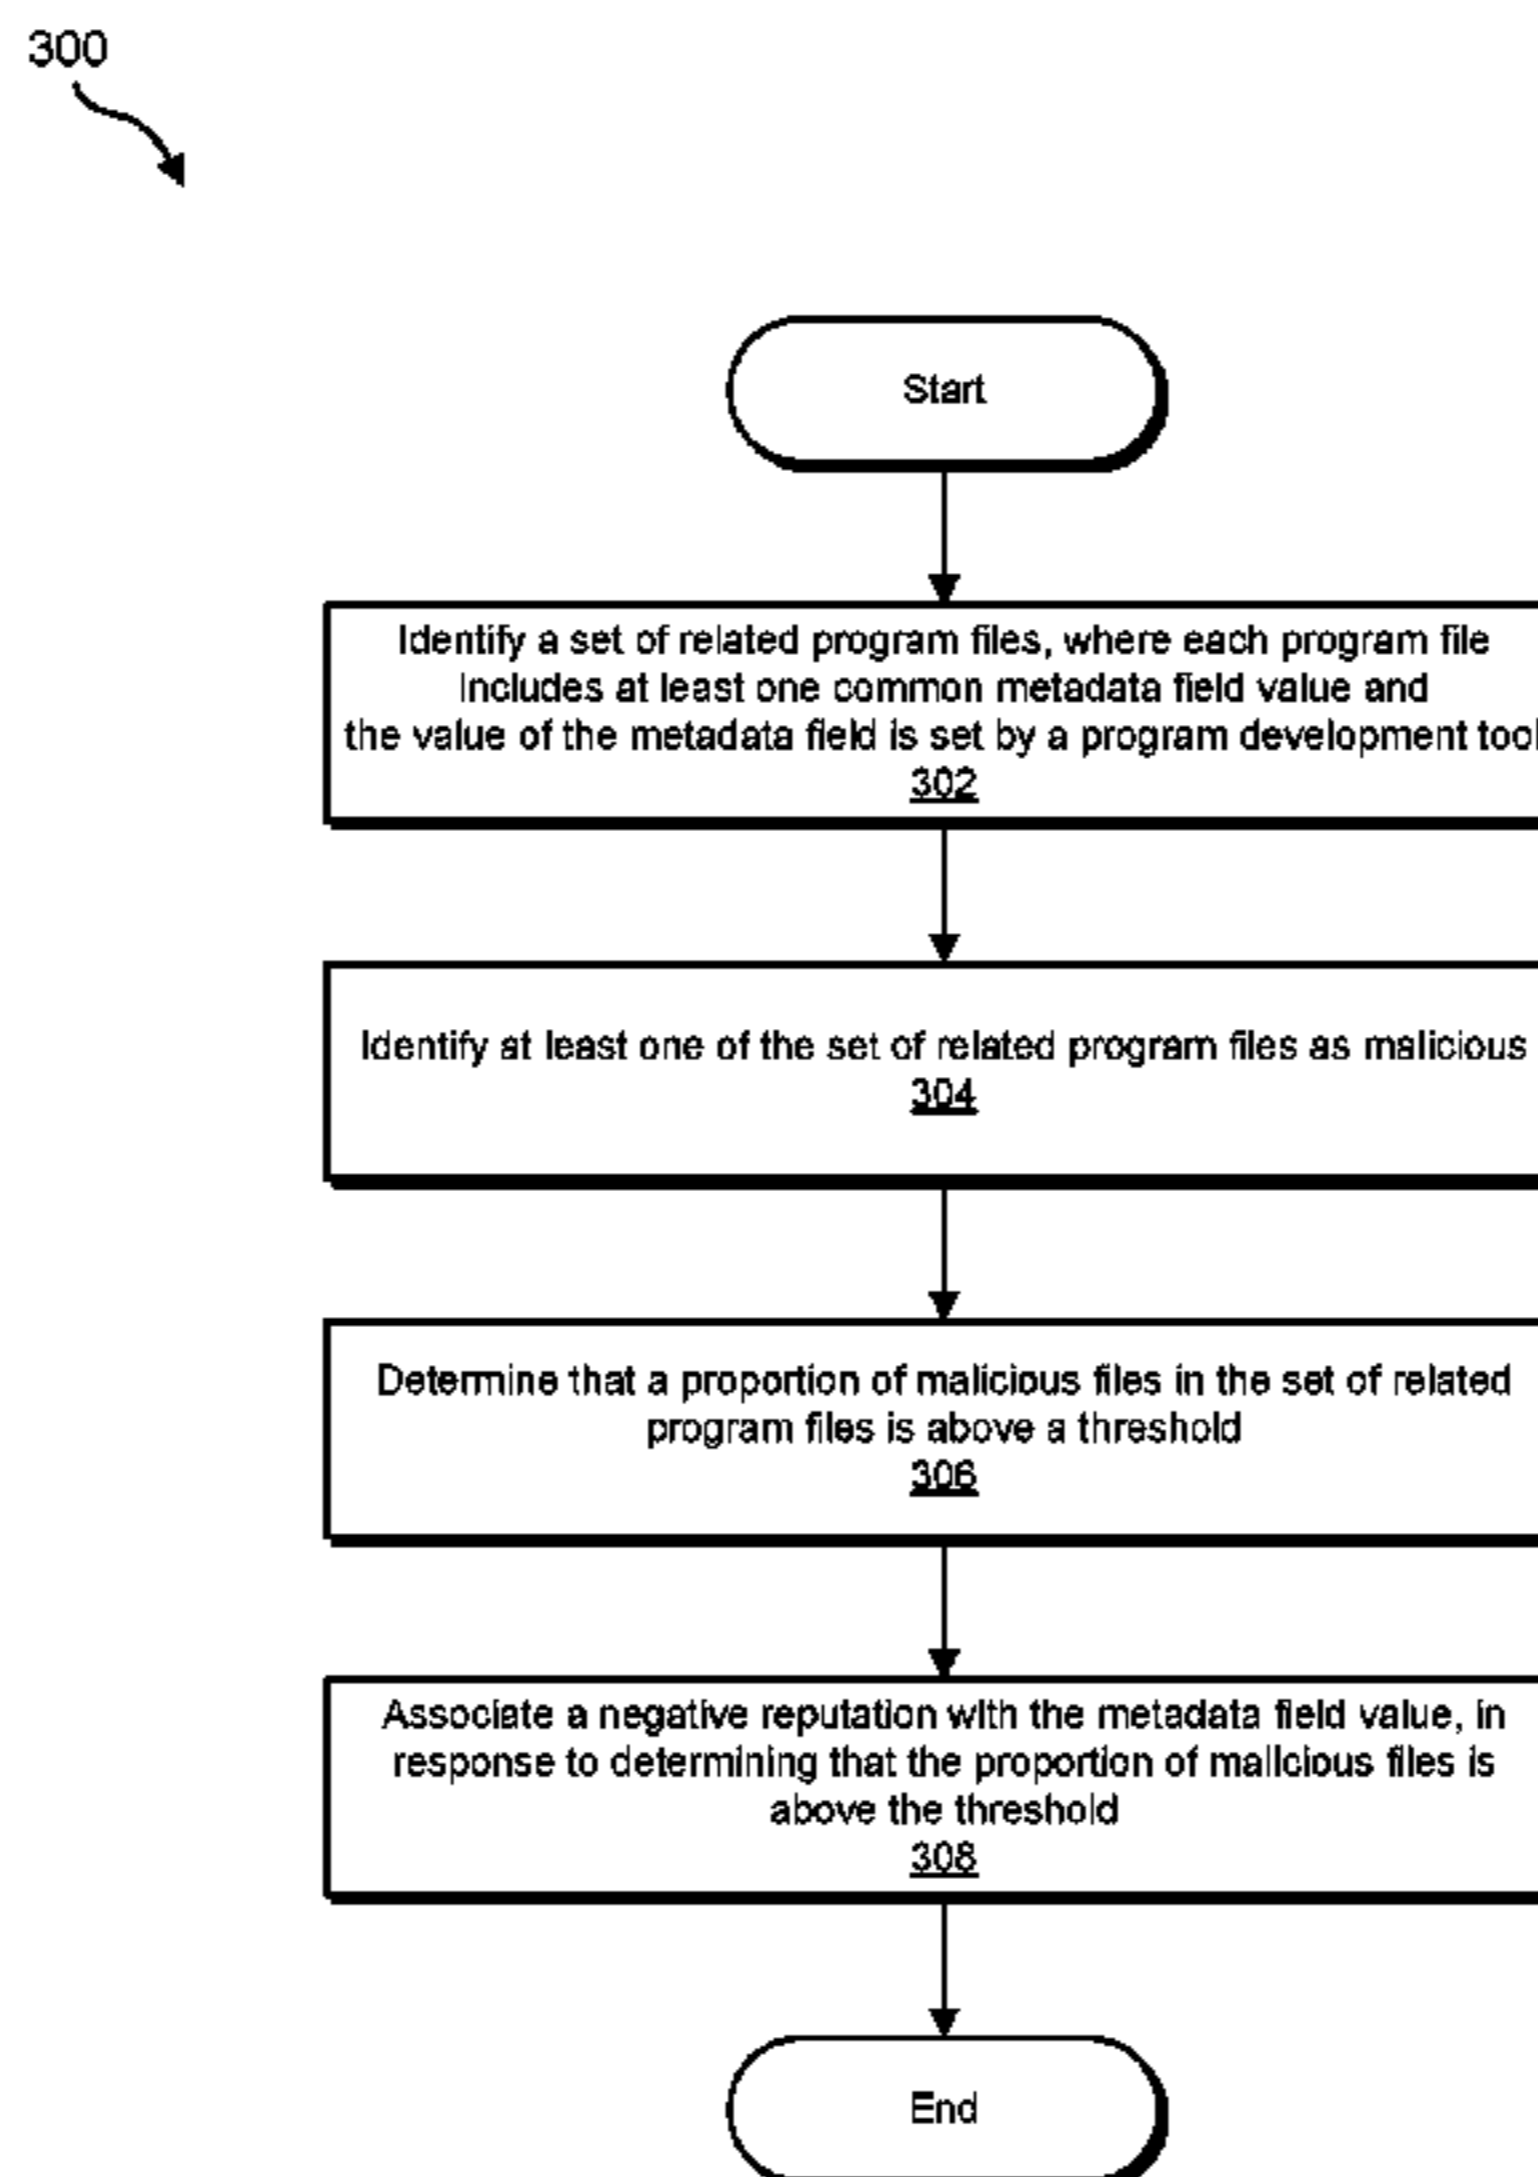 300
Start
Identify a set of related program files, where each program file
includes at least one common metadata field value and
the value of the metadata field is set by a program development tool
302
Identify at least one of the set of related program files as malicious
304
Determine that a proportion of malicious files in the set of related
program files is above a threshold
306
Associate a negative reputation with the metadata field value, in
response to determining that the proportion of malicious files is
above the threshold
308
End